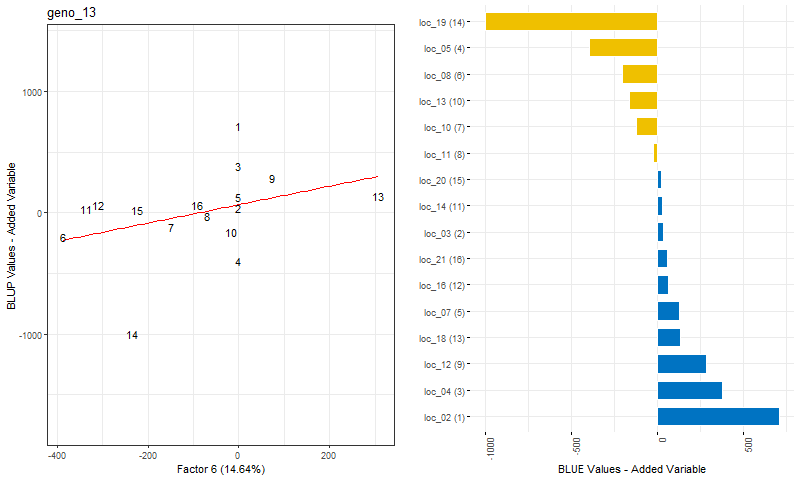 geno_13
BLUP Values - Added Variable
1000
0
-1000
1
3
9
13
5
2
16
12
11
15
8
7
10
6
4
14
-400
-200
0
200
Factor 6 (14.64%)
loc_19 (14)
loc_05 (4)
loc_08 (6)
loc_13 (10)
loc_10 (7)
loc_11 (8)
loc_20 (15)
loc_14 (11)
loc_03 (2)
loc_21 (16)
loc_16 (12)
loc_07 (5)
loc_18 (13)
loc_12 (9)
loc_04 (3)
loc_02 (1)
-1000
-500
0
500
BLUE Values - Added Variable